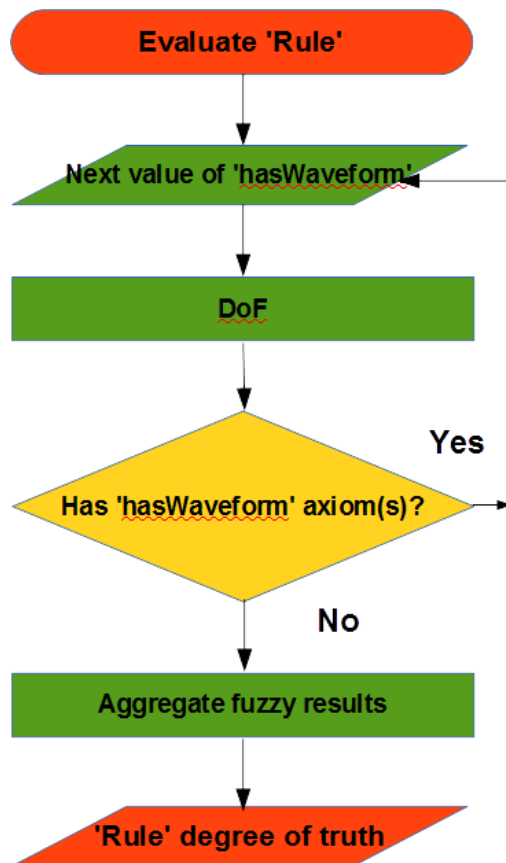 Evaluate 'Rule'
Next value of 'hasWaveform'
DoF
Yes
Has 'hasWaveform' axiom(s)?
No
Aggregate fuzzy results
'Rule' degree of truth